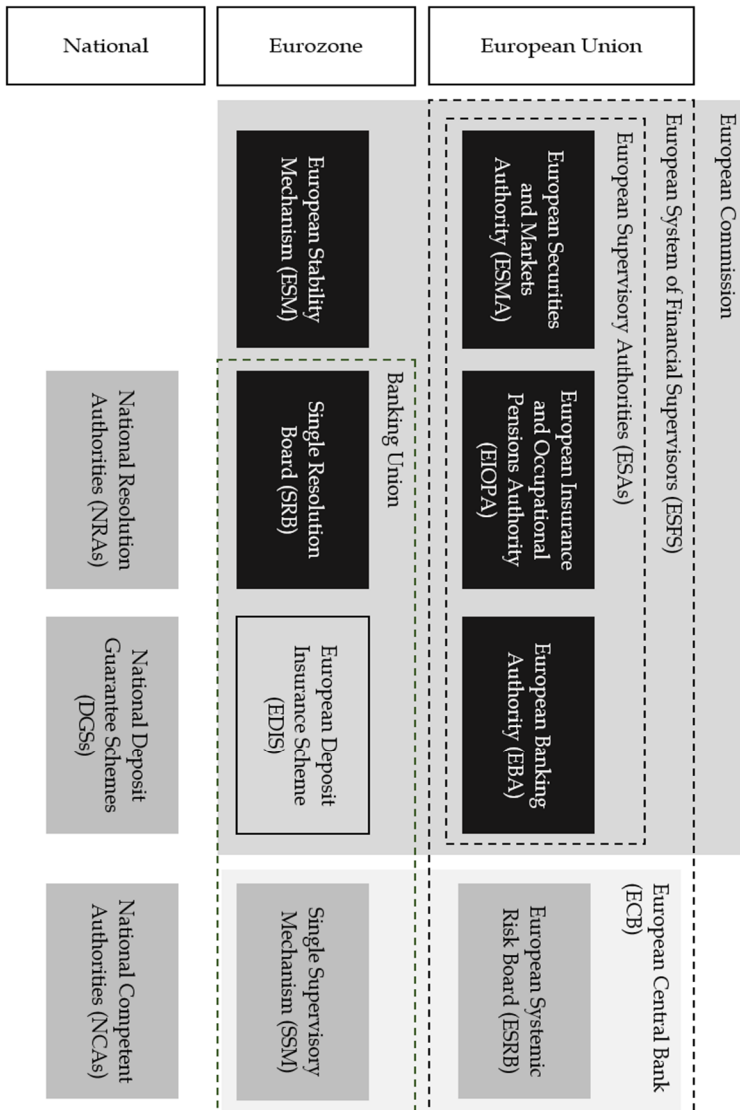 National
Eurozone
European Union
European Commission
European System of Financial Supervisors (ESFS)
European Supervisory Authorities (ESAs)
European Securities
and Markets
Authority (ESMA)
European Insurance
and Occupational
Pensions Authority
(EIOPA)
European Banking
Authority (EBA)
European Central Bank
(ECB)
European Systemic
Risk Board (ESRB)
European Stability
Mechanism (ESM)
Banking Union
Single Resolution
Board (SRB)
European Deposit
Insurance Scheme
(EDIS)
Single Supervisory
Mechanism (SSM)
National Resolution
Authorities (NRAs)
National Deposit
Guarantee Schemes
(DGSs)
National Competent
Authorities (NCAs)